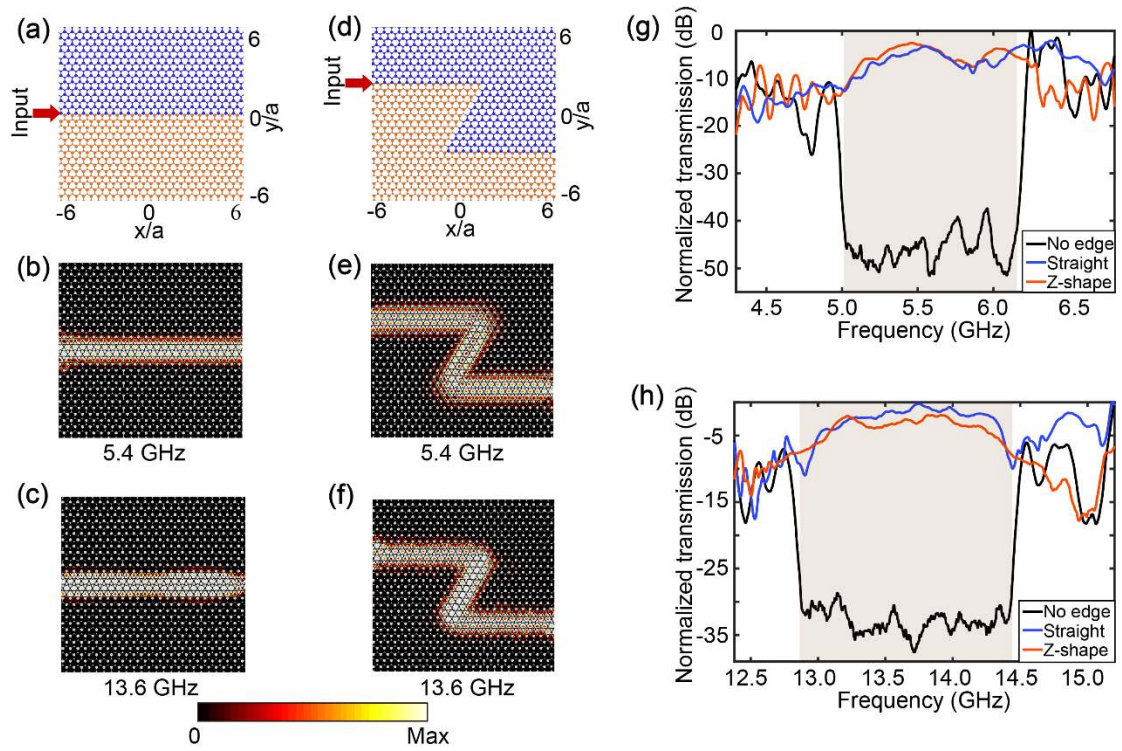 (a)
Input
6
0
-6
y/a
-6 0 6
x/a
(b)
5.4 GHz
(c)
13.6 GHz
0 Max
(d)
Input
6
0
-6
y/a
-6 0 6
x/a
(e)
5.4 GHz
(f)
13.6 GHz
(g)
Normalized transmission (dB)
0
-10
-20
-30
-40
-50
No edge
Straight
Z-shape
4.5 5.0 5.5 6.0 6.5
Frequency (GHz)
(h)
Normalized transmission (dB)
-5
-15
-25
-35
No edge
Straight
Z-shape
12.5 13.0 13.5 14.0 14.5 15.0
Frequency (GHz)